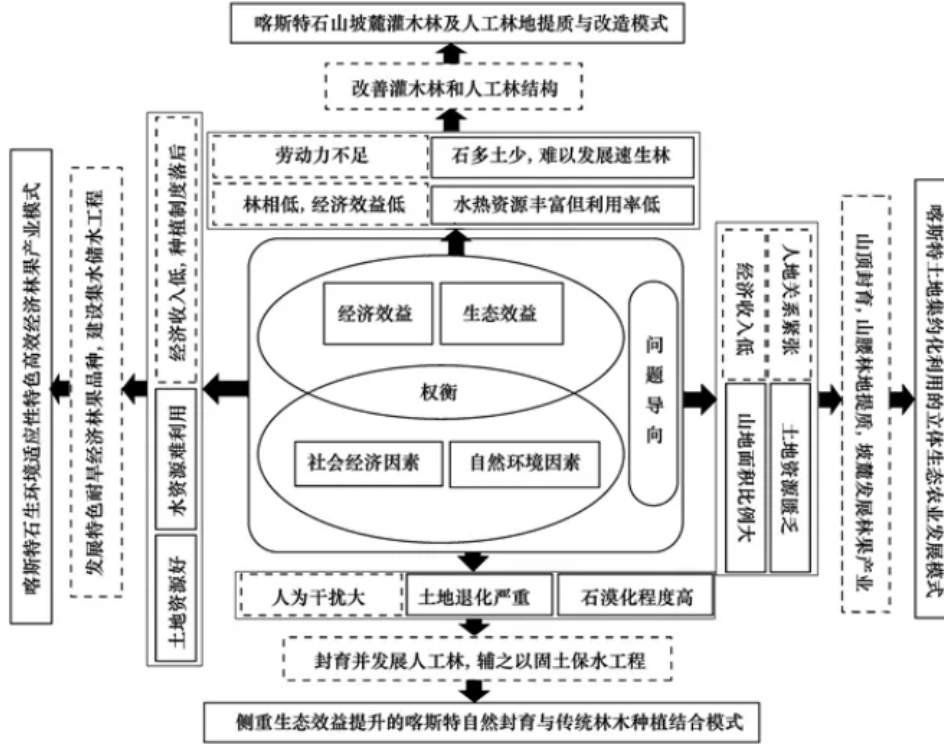 喀斯特石山坡麓灌木林及人工林地提质与改造模式
改善灌木林和人工林结构
劳动力不足
石多土少，难以发展速生林
林相低，经济效益低
水热资源丰富但利用率低
喀斯特石生环境适应性特色高效经济林果产业模式
发展特色耐旱经济林果品种，建设集水储水工程
经济收入低，种植制度落后
水资源难利用
土地资源好
经济效益
生态效益
权衡
社会经济因素
自然环境因素
问题导向
经济收入低
人地关系紧张
山地面积比例大
土地资源匮乏
山顶封育，山腰林地提质，坡麓发展林果产业
喀斯特土地集约化利用的立体生态农业发展模式
人为干扰大
土地退化严重
石漠化程度高
封育并发展人工林，辅之以固土保水工程
侧重生态效益提升的喀斯特自然封育与传统林木种植结合模式